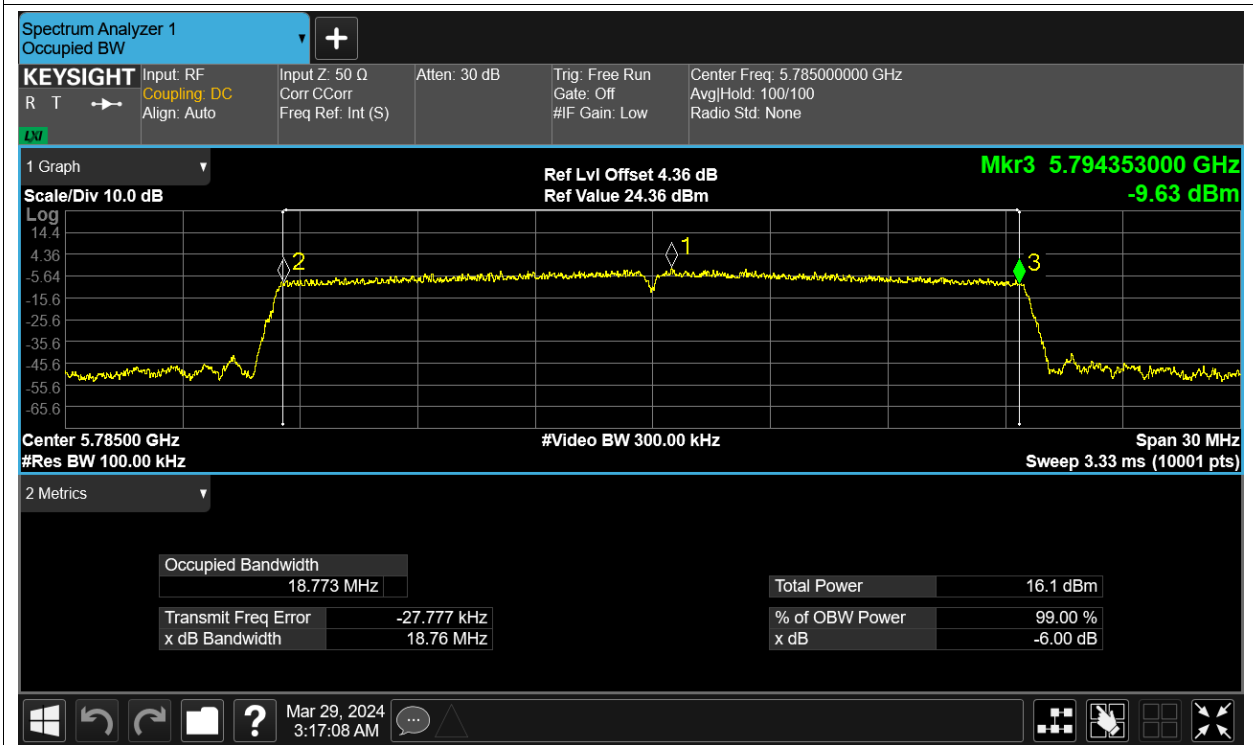 Spectrum Analyzer 1
Occupied BW
KEYSIGHT
R T
LXI
Input: RF
Coupling: DC
Align: Auto
Input Z: 50 Ω
Corr CCorr
Freq Ref: Int (S)
Atten: 30 dB
Trig: Free Run
Gate: Off
#IF Gain: Low
Center Freq: 5.785000000 GHz
Avg|Hold: 100/100
Radio Std: None
1 Graph
Scale/Div 10.0 dB
Ref Lvl Offset 4.36 dB
Ref Value 24.36 dBm
Mkr3 5.794353000 GHz
-9.63 dBm
Log
14.4
4.36
-5.64
-15.6
-25.6
-35.6
-45.6
-55.6
-65.6
2
1
3
Center 5.78500 GHz
#Res BW 100.00 kHz
#Video BW 300.00 kHz
Span 30 MHz
Sweep 3.33 ms (10001 pts)
2 Metrics
Occupied Bandwidth
18.773 MHz
Transmit Freq Error -27.777 kHz
x dB Bandwidth 18.76 MHz
Total Power 16.1 dBm
% of OBW Power 99.00 %
x dB -6.00 dB
?
Mar 29, 2024
3:17:08 AM